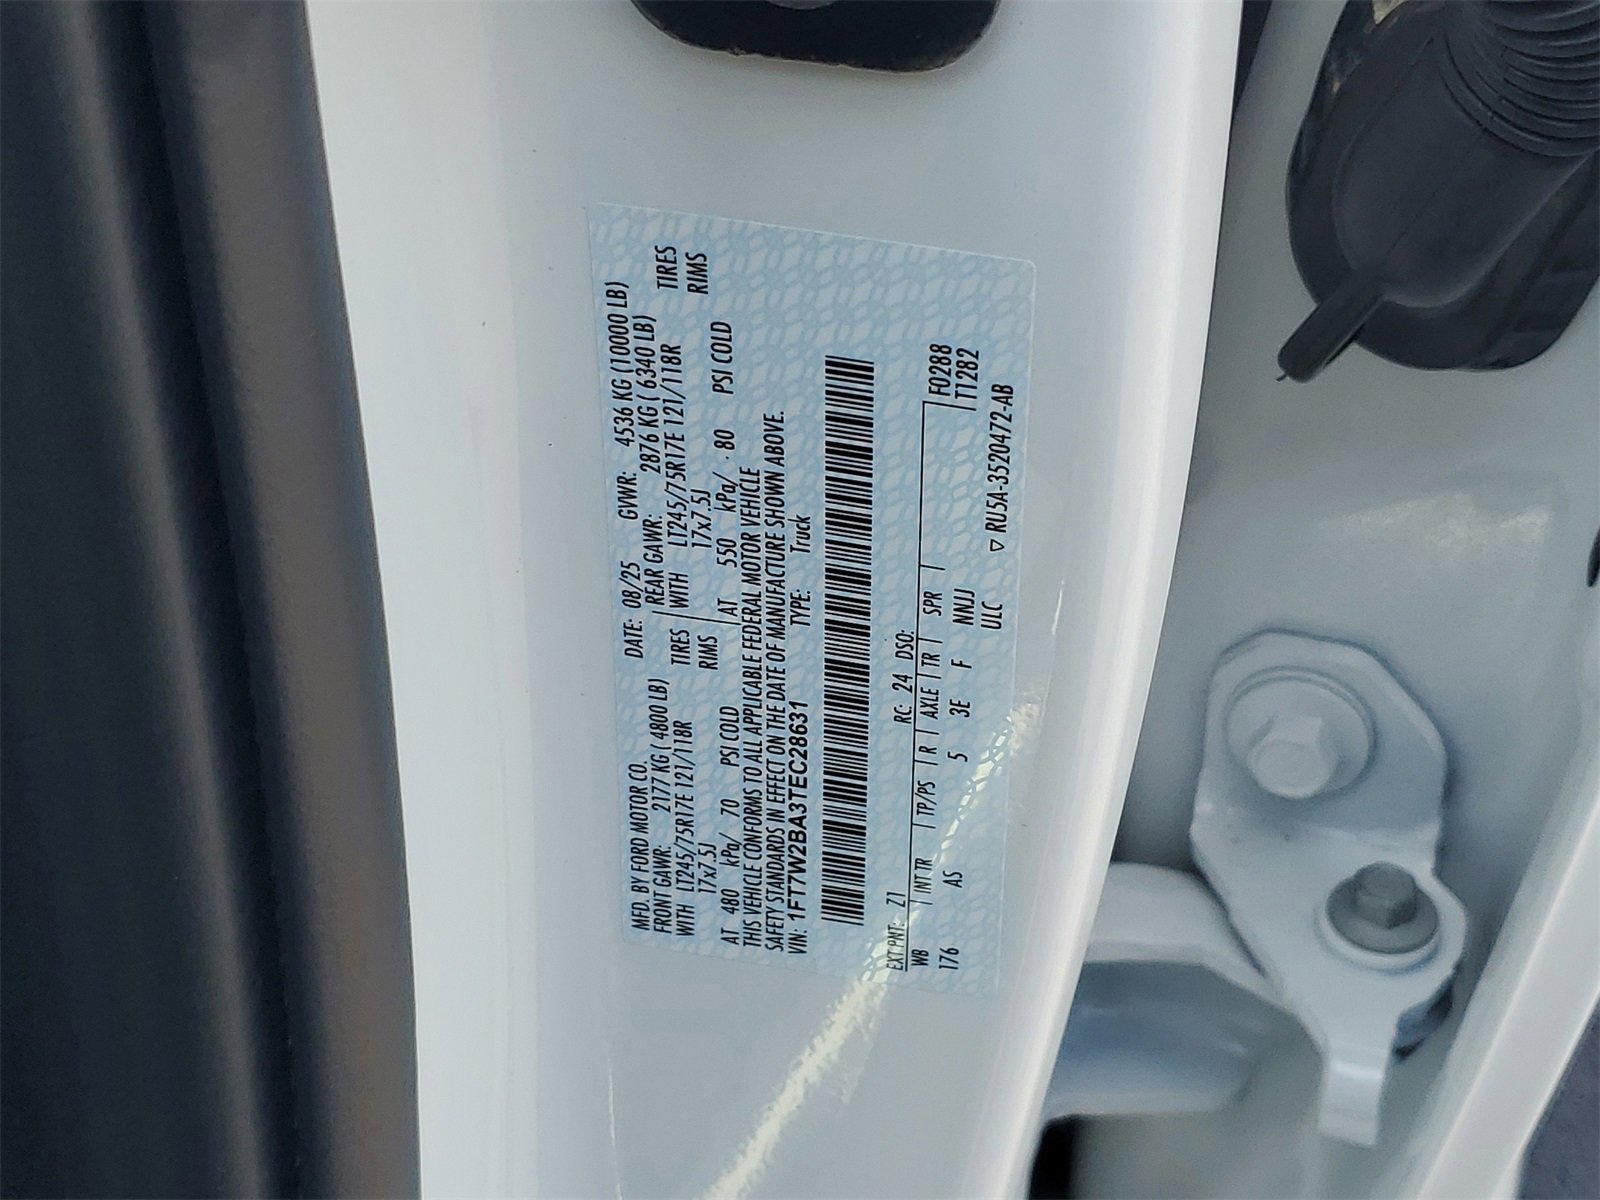 MFD. BY FORD MOTOR CO.
DATE: 08/25 GVWR: 4536 KG (10000 LB)
FRONT GAWR: 2177 KG ( 4800 LB) REAR GAWR: 2876 KG ( 6340 LB)
WITH LT245/75R17E 121/118R TIRES WITH LT245/75R17E 121/118R TIRES
17x7.5J RIMS 17x7.5J RIMS
AT 480 kPa/ 70 PSI COLD AT 550 kPa/ 80 PSI COLD
THIS VEHICLE CONFORMS TO ALL APPLICABLE FEDERAL MOTOR VEHICLE
SAFETY STANDARDS IN EFFECT ON THE DATE OF MANUFACTURE SHOWN ABOVE.
VIN: 1FT7W2BA3TEC28631 TYPE: Truck
EXT PNT: Z1 RC: 24 DSO: F0288
WB INT TR TP/PS R AXLE TR SPR T1282
176 AS 5 3E F NNJJ
ULC ▽ RU5A-3520472-AB